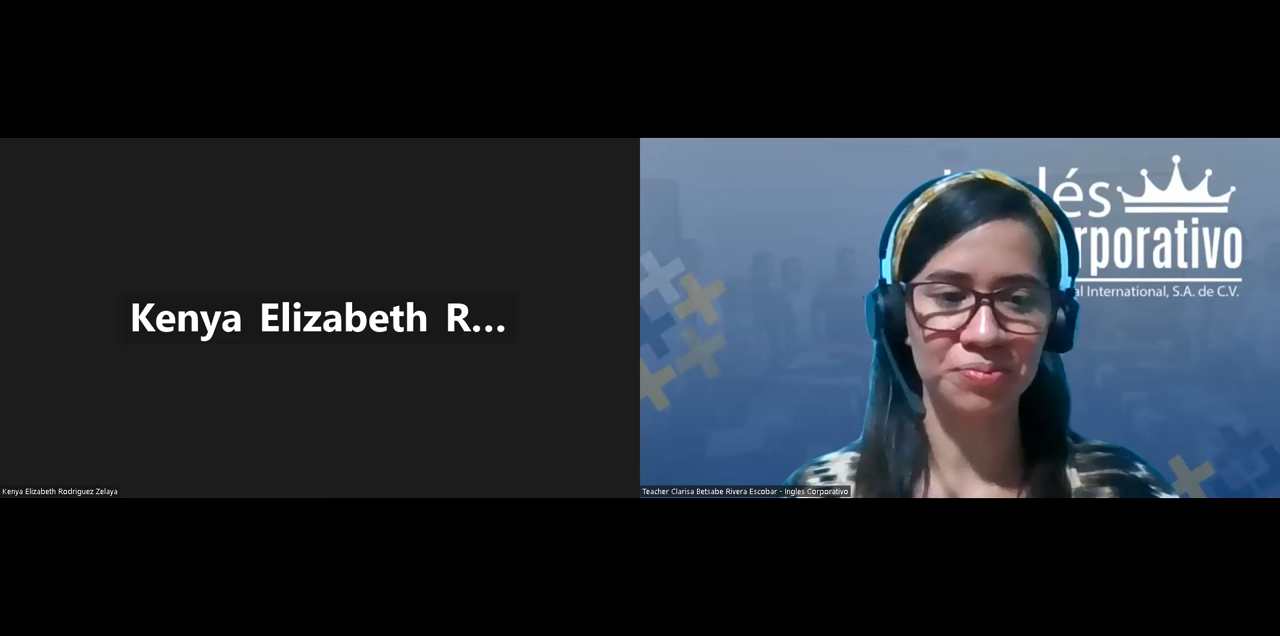 Kenya Elizabeth R...
Kenya Elizabeth Rodriguez Zelaya
lés
rporativo
al International, S.A. de C.V.
Teacher Clarisa Betsabe Rivera Escobar - Ingles Corporativo